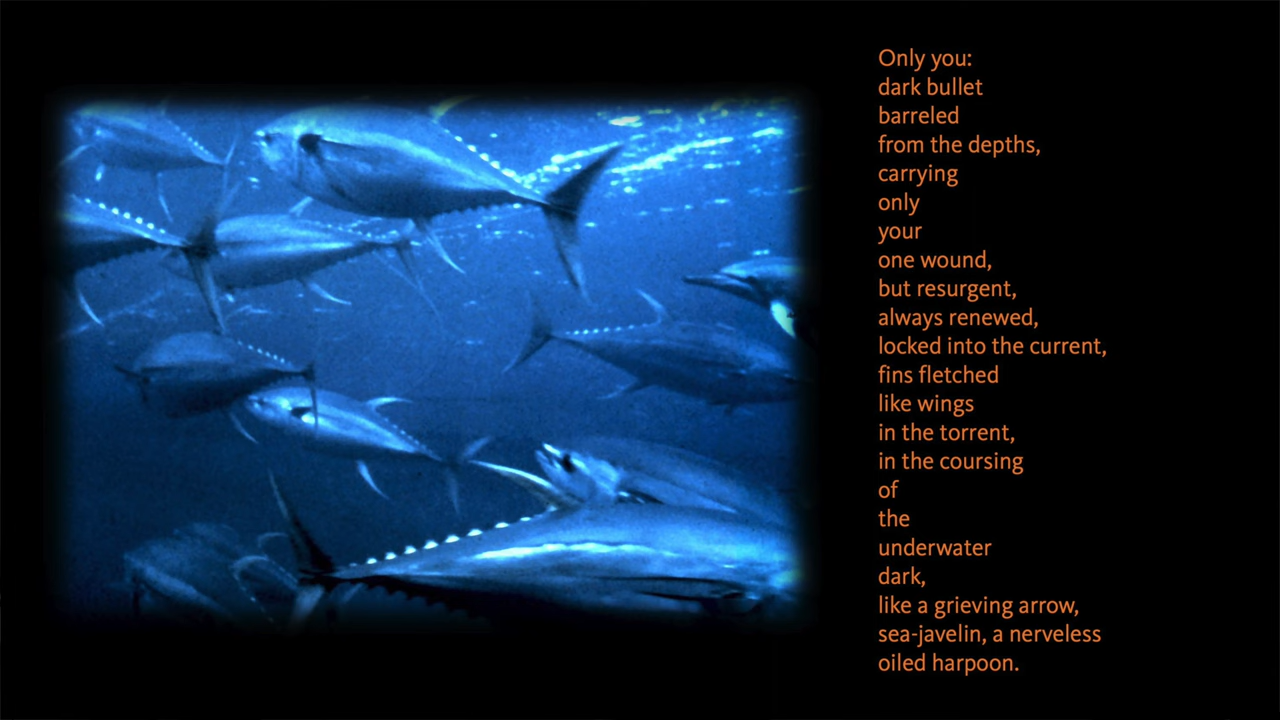 Only you:
dark bullet
barreled
from the depths,
carrying
only
your
one wound,
but resurgent,
always renewed,
locked into the current,
fins fletched
like wings
in the torrent,
in the coursing
of
the
underwater
dark,
like a grieving arrow,
sea-javelin, a nerveless
oiled harpoon.